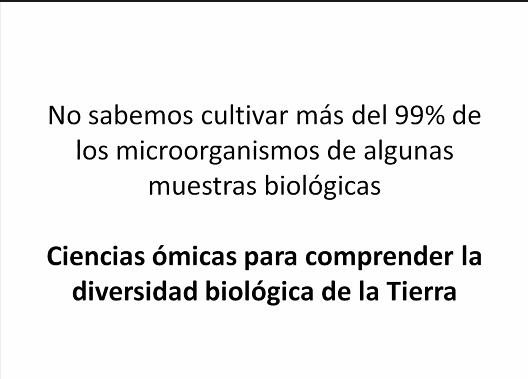 No sabemos cultivar más del 99% de
los microorganismos de algunas
muestras biológicas
Ciencias ómicas para comprender la
diversidad biológica de la Tierra